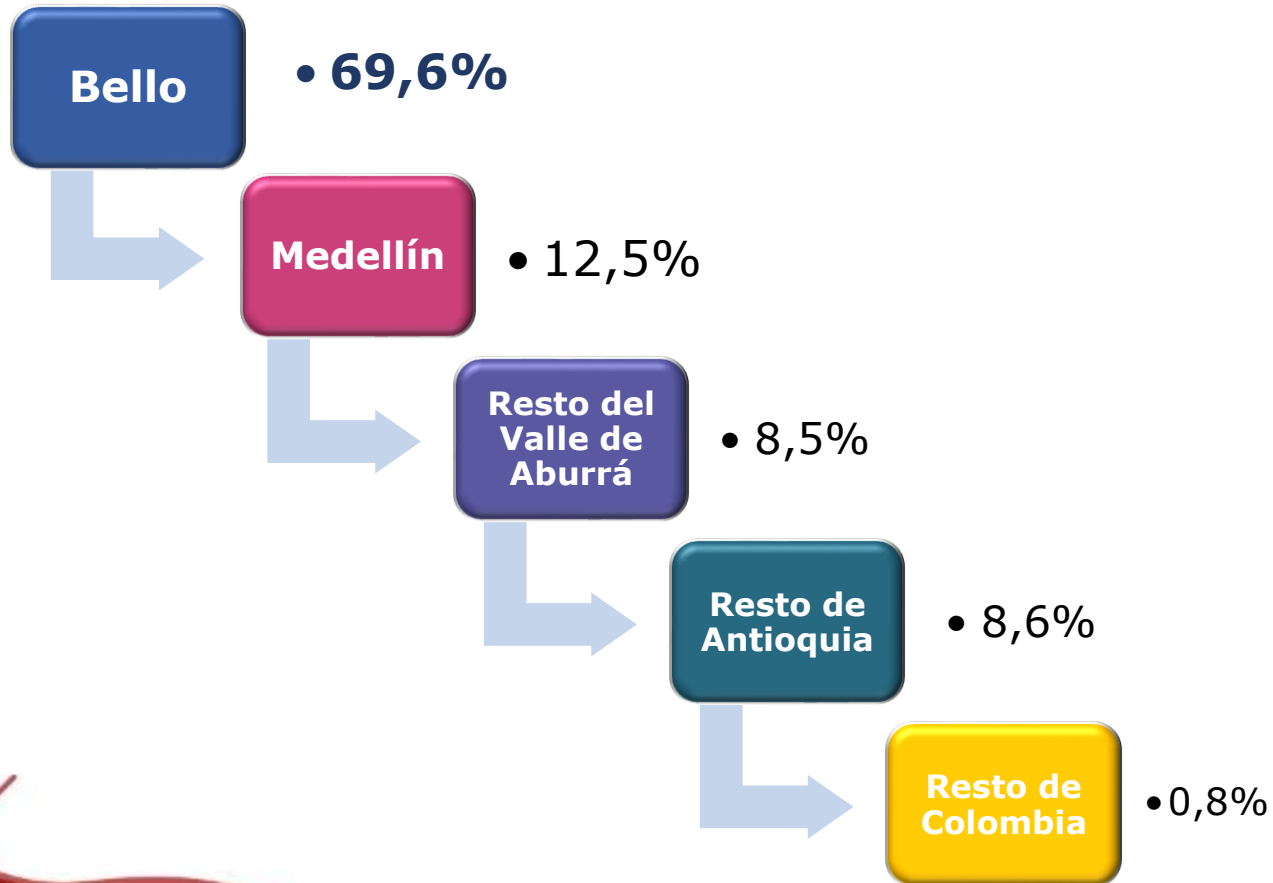 Bello
• 69,6%
Medellín
• 12,5%
Resto del
Valle de
Aburrá
• 8,5%
Resto de
Antioquia
• 8,6%
Resto de
Colombia
•0,8%